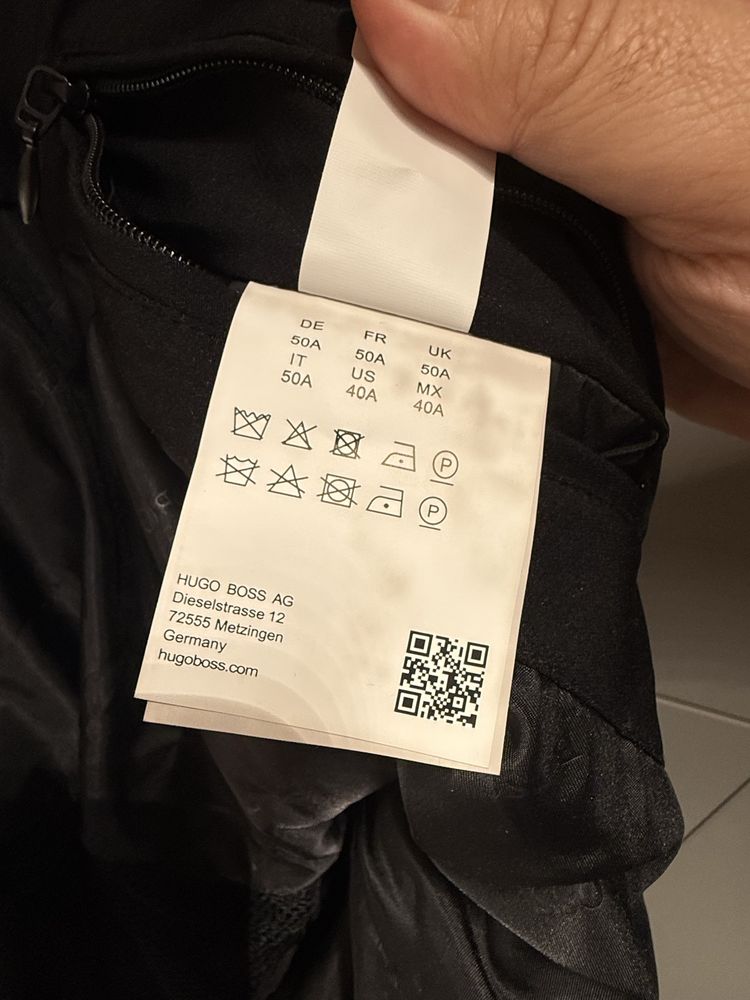 DE FR UK
50A 50A 50A
IT US MX
50A 40A 40A
P
P
HUGO BOSS AG
Dieselstrasse 12
72555 Metzingen
Germany
hugoboss.com